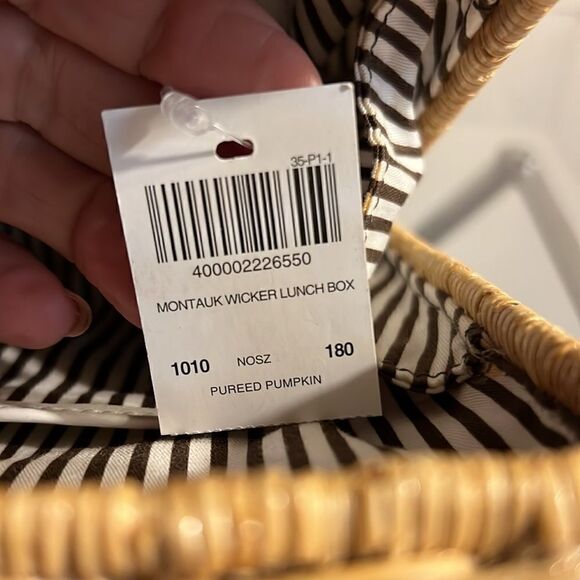 35-P1-1
400002226550
MONTAUK WICKER LUNCH BOX
1010 NOSZ 180
PUREED PUMPKIN